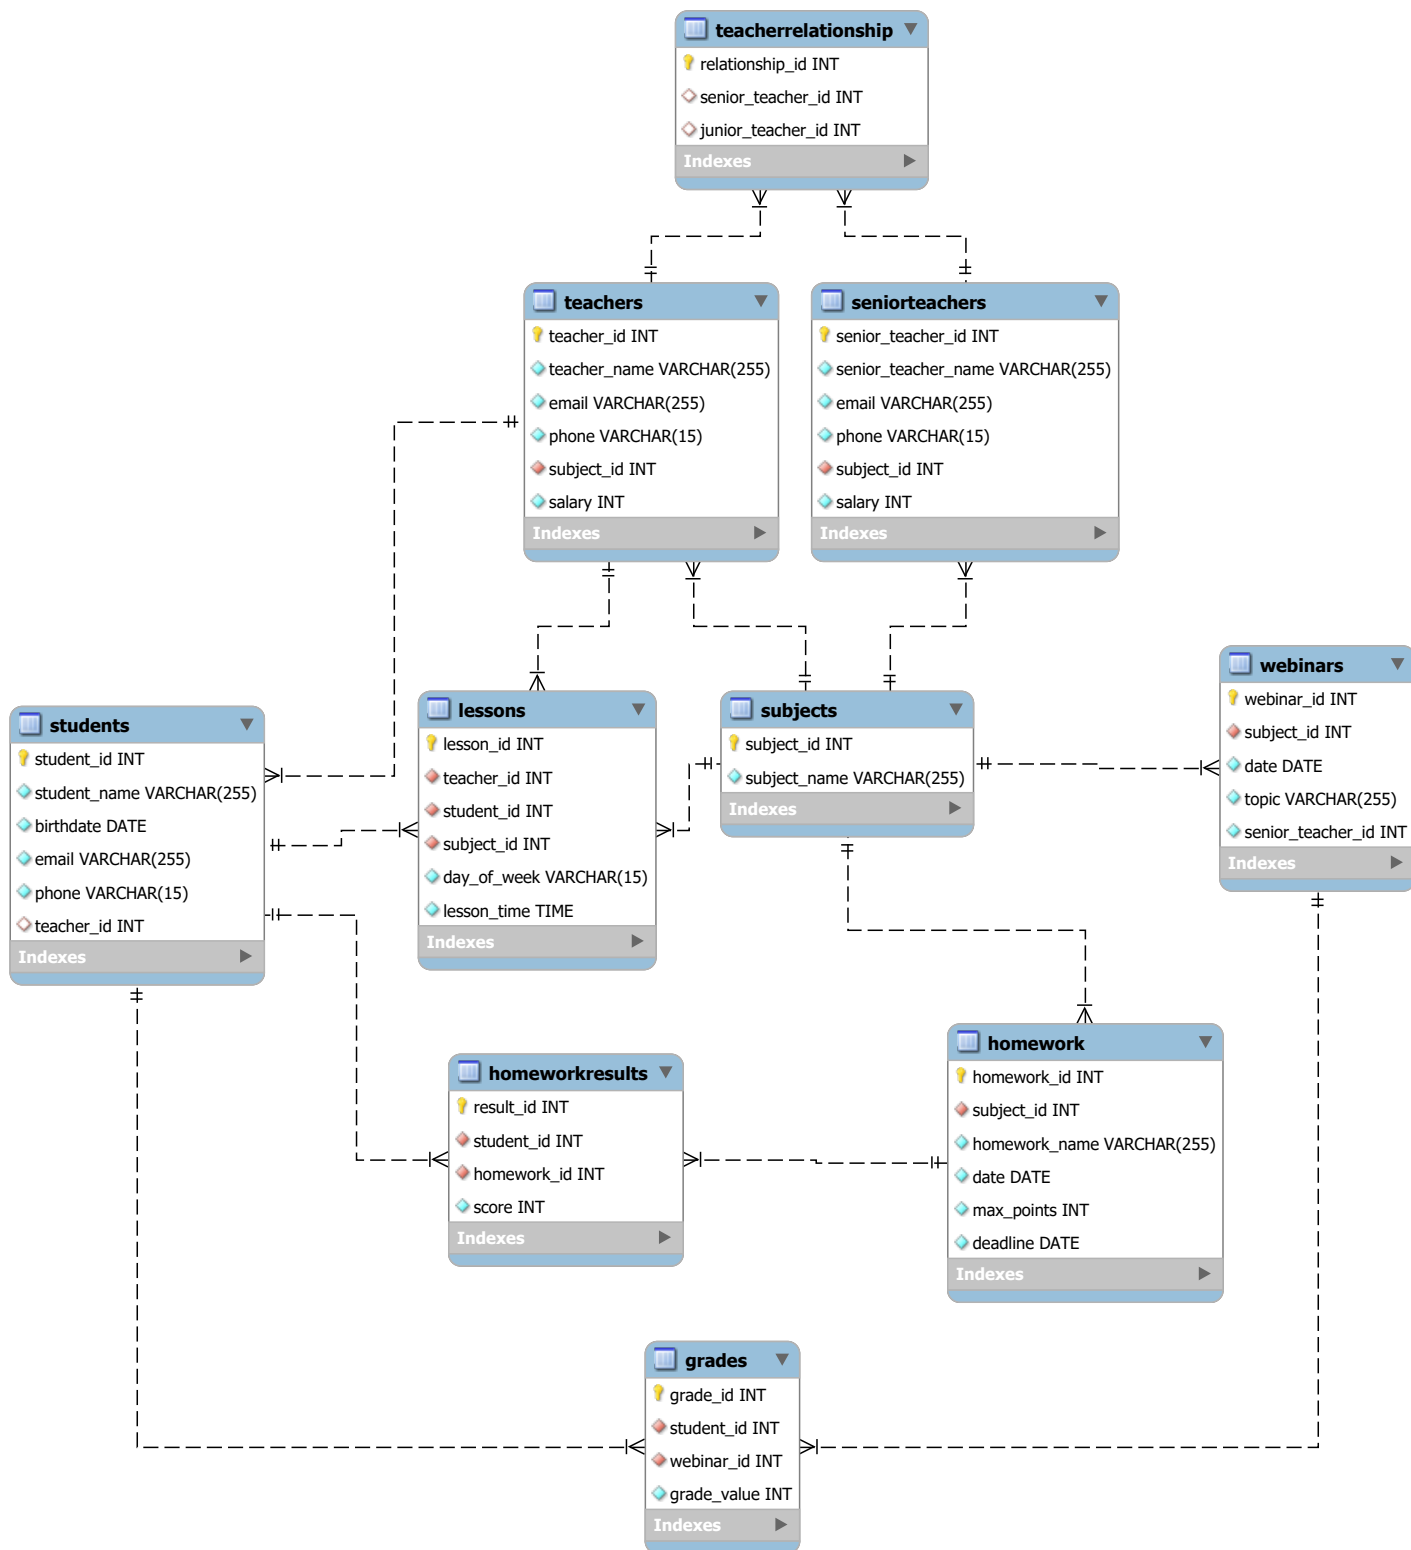 teacherrelationship
relationship_id INT
senior_teacher_id INT
junior_teacher_id INT
Indexes
teachers
teacher_id INT
teacher_name VARCHAR(255)
email VARCHAR(255)
phone VARCHAR(15)
subject_id INT
salary INT
Indexes
seniorteachers
senior_teacher_id INT
senior_teacher_name VARCHAR(255)
email VARCHAR(255)
phone VARCHAR(15)
subject_id INT
salary INT
Indexes
students
student_id INT
student_name VARCHAR(255)
birthdate DATE
email VARCHAR(255)
phone VARCHAR(15)
teacher_id INT
Indexes
lessons
lesson_id INT
teacher_id INT
student_id INT
subject_id INT
day_of_week VARCHAR(15)
lesson_time TIME
Indexes
subjects
subject_id INT
subject_name VARCHAR(255)
Indexes
webinars
webinar_id INT
subject_id INT
date DATE
topic VARCHAR(255)
senior_teacher_id INT
Indexes
homeworkresults
result_id INT
student_id INT
homework_id INT
score INT
Indexes
homework
homework_id INT
subject_id INT
homework_name VARCHAR(255)
date DATE
max_points INT
deadline DATE
Indexes
grades
grade_id INT
student_id INT
webinar_id INT
grade_value INT
Indexes